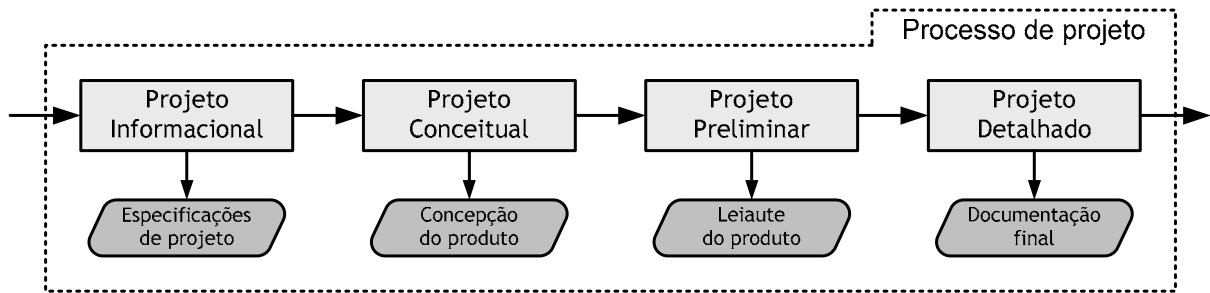 Processo de projeto
Projeto
Informacional
Projeto
Conceitual
Projeto
Preliminar
Projeto
Detalhado
Especificações
de projeto
Concepção
do produto
Leiaute
do produto
Documentação
final